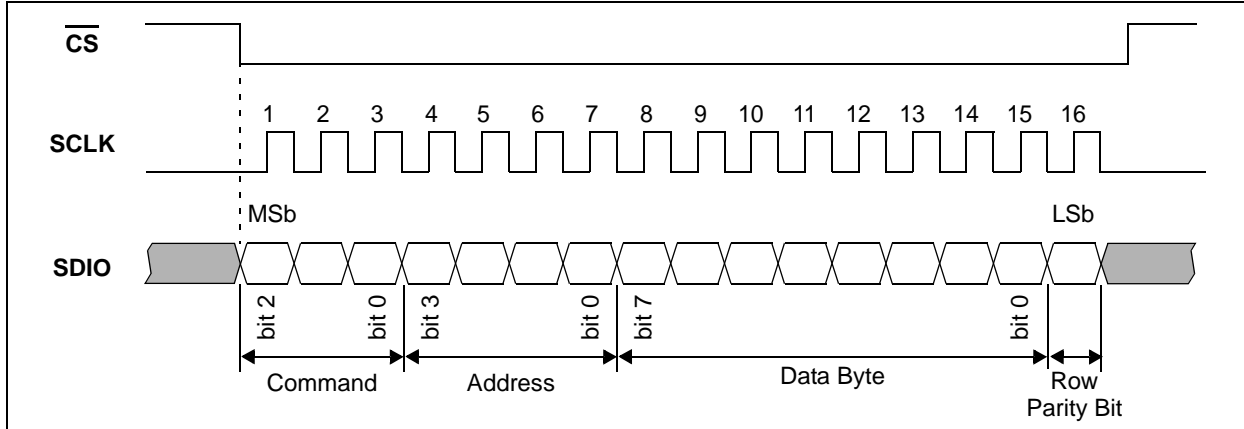 CS
1 2 3 4 5 6 7 8 9 10 11 12 13 14 15 16
SCLK
MSb LSb
SDIO
bit 2 bit 0 bit 3 bit 0 bit 7 bit 0
Command Address Data Byte Row
Parity Bit